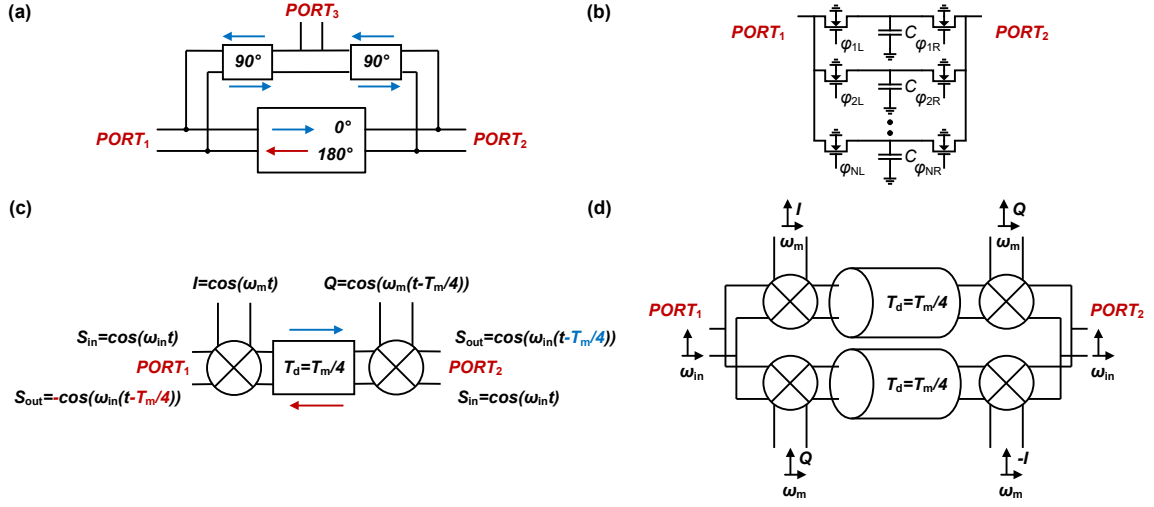 (a)
PORT₃
90°
90°
0°
180°
PORT₁
PORT₂
(b)
PORT₁
PORT₂
φ1L
C
φ1R
φ2L
C
φ2R
φNL
C
φNR
(c)
I=cos(ωmt)
Q=cos(ωm(t-Tm/4))
Sin=cos(ωint)
Sout=cos(ωin(t-Tm/4))
PORT₁
Td=Tm/4
PORT₂
Sout=-cos(ωin(t-Tm/4))
Sin=cos(ωint)
(d)
I
ωm
Q
ωm
PORT₁
Td=Tm/4
PORT₂
ωin
ωin
Td=Tm/4
Q
ωm
-I
ωm